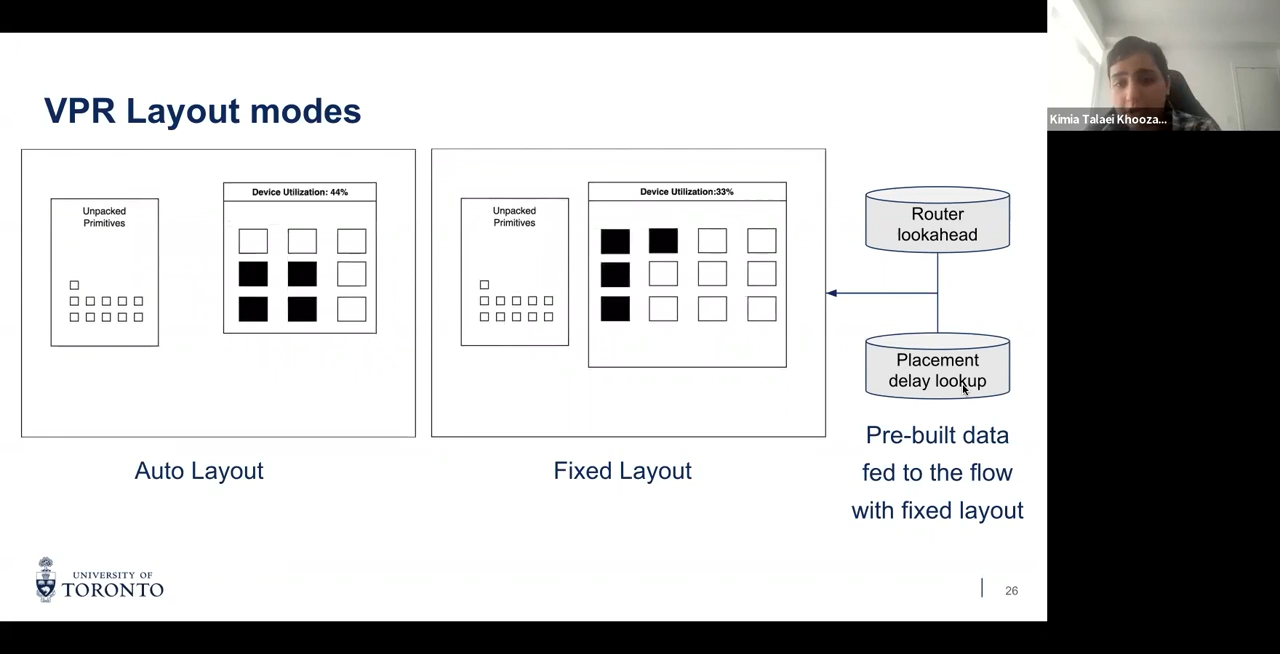 VPR Layout modes
Unpacked
Primitives
Device Utilization: 44%
Auto Layout
Unpacked
Primitives
Device Utilization:33%
Fixed Layout
Router
lookahead
Placement
delay lookup
Pre-built data
fed to the flow
with fixed layout
UNIVERSITY OF
TORONTO
26
Kimia Talaei Khooza...